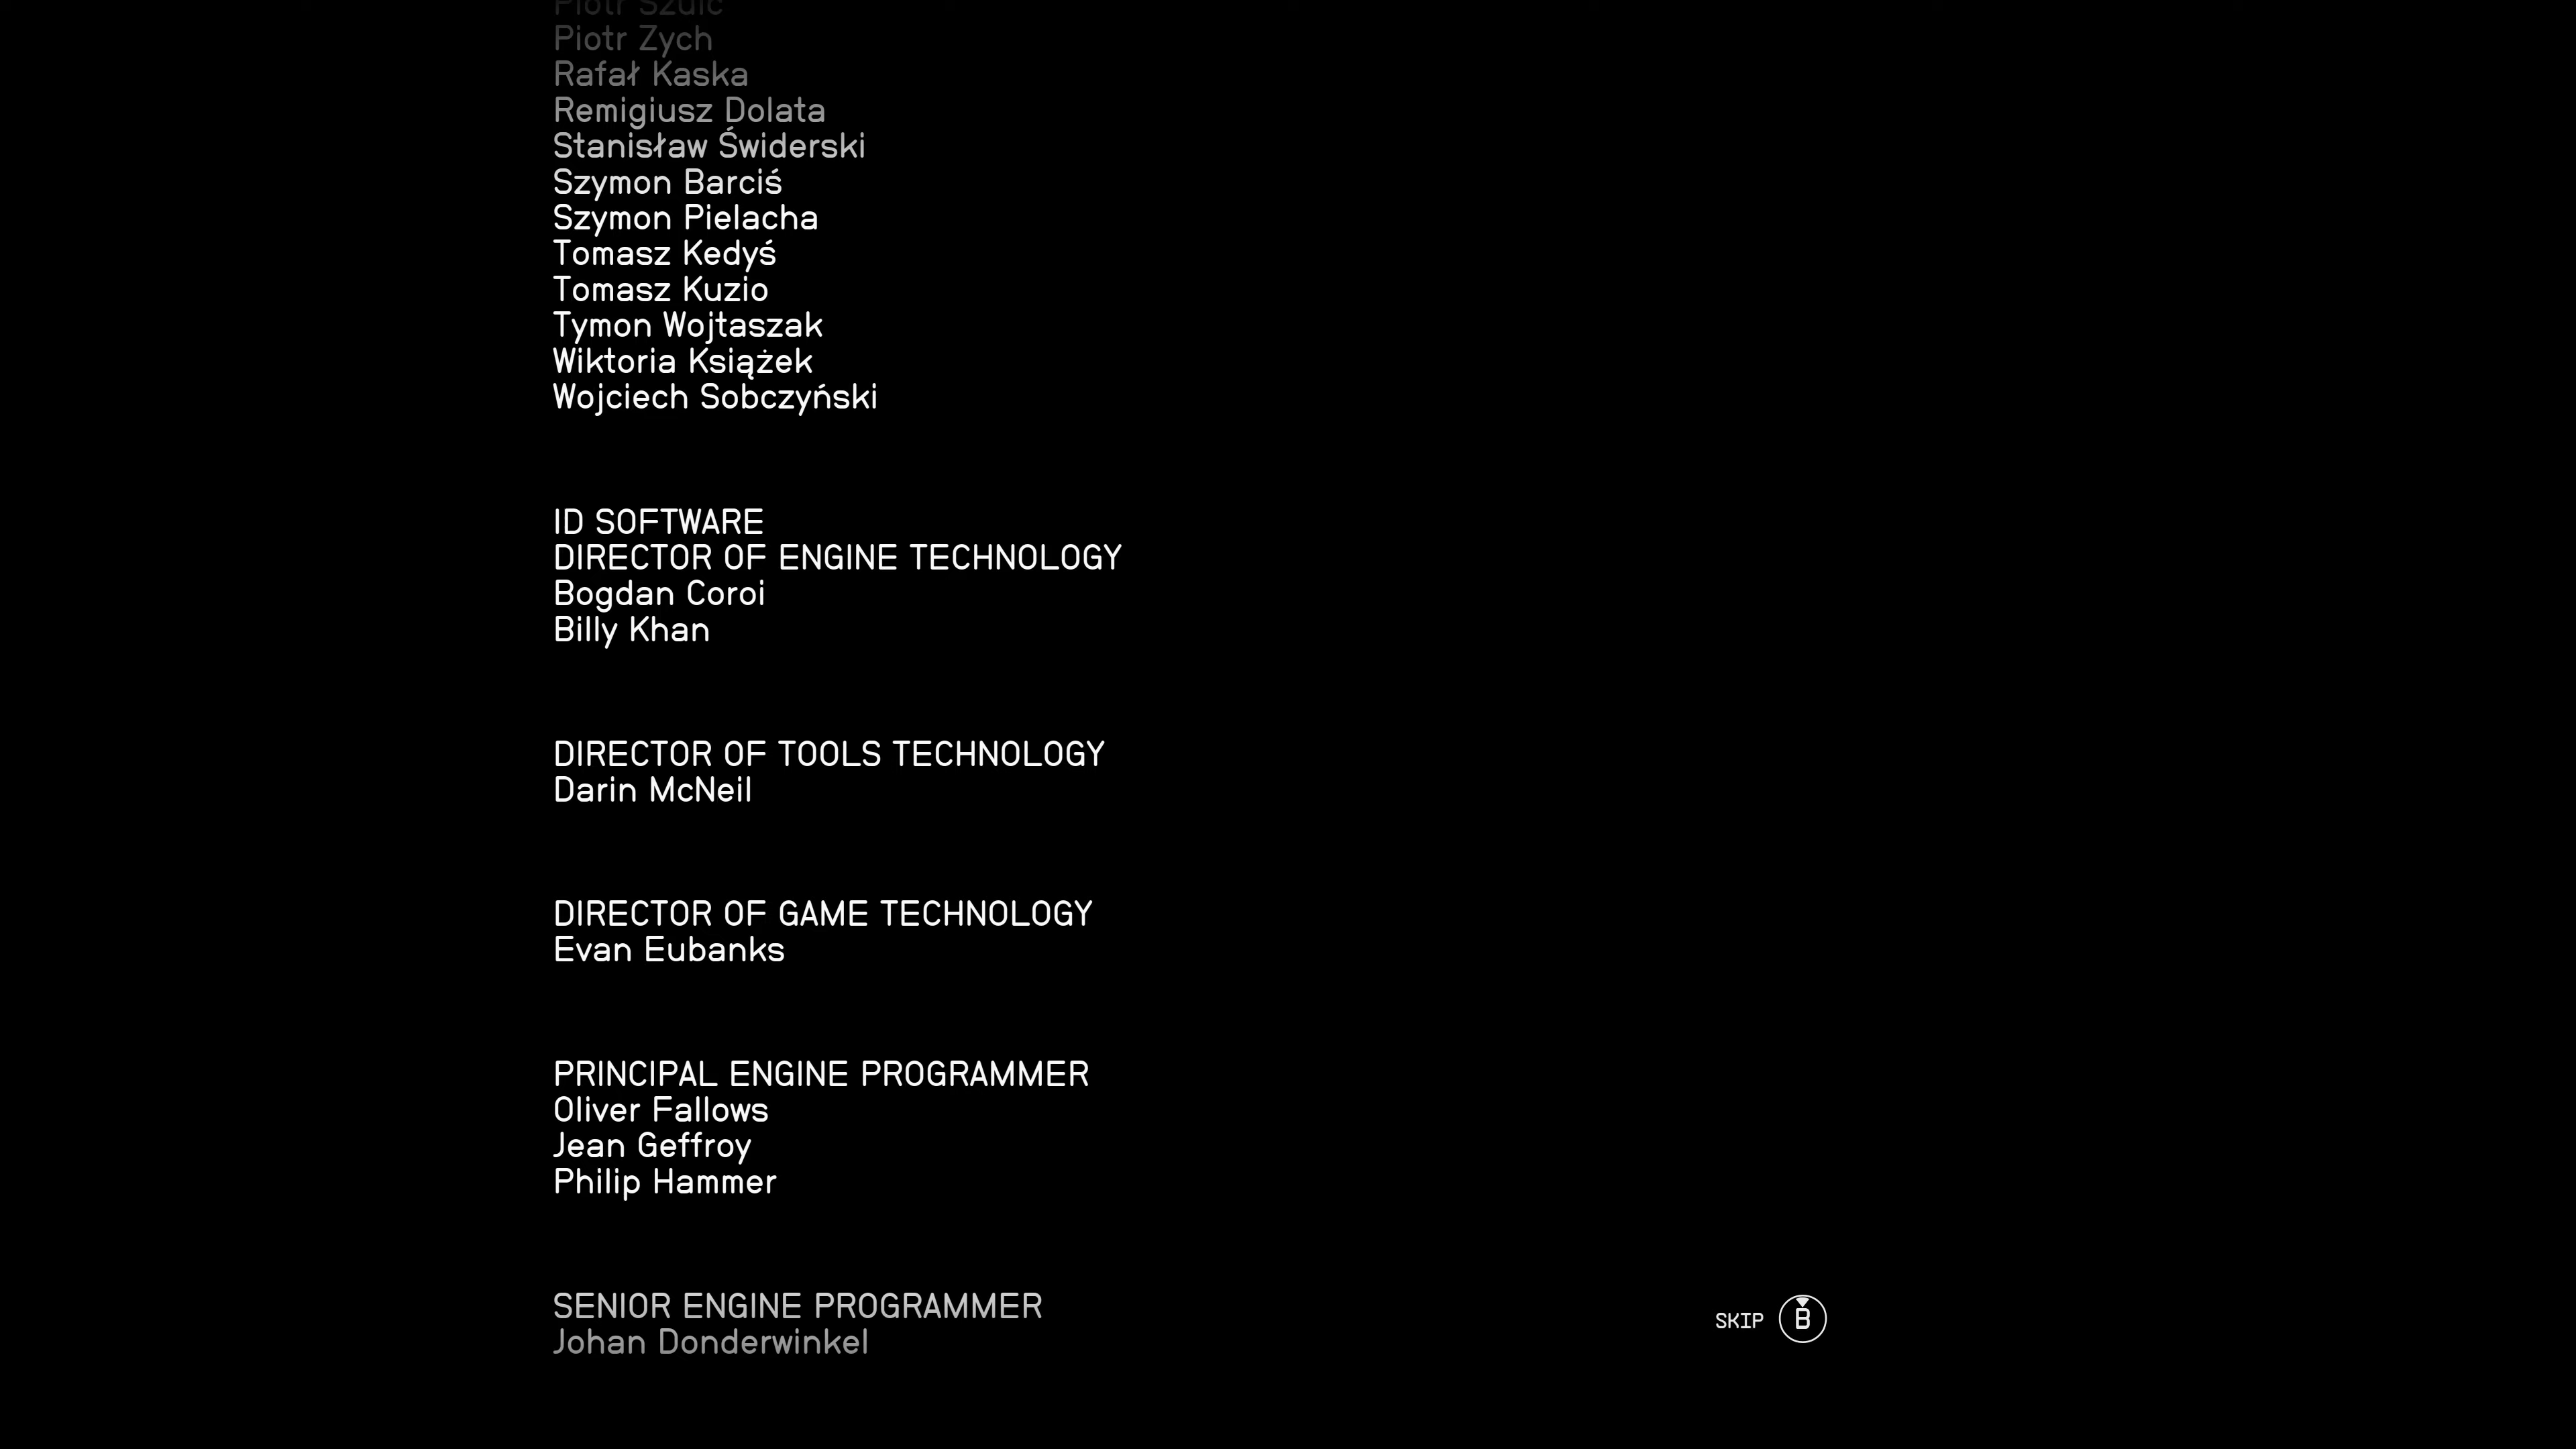 Piotr Szulc
Piotr Zych
Rafał Kaska
Remigiusz Dolata
Stanisław Świderski
Szymon Barciś
Szymon Pielacha
Tomasz Kedyś
Tomasz Kuzio
Tymon Wojtaszak
Wiktoria Książek
Wojciech Sobczyński
ID SOFTWARE
DIRECTOR OF ENGINE TECHNOLOGY
Bogdan Coroi
Billy Khan
DIRECTOR OF TOOLS TECHNOLOGY
Darin McNeil
DIRECTOR OF GAME TECHNOLOGY
Evan Eubanks
PRINCIPAL ENGINE PROGRAMMER
Oliver Fallows
Jean Geffroy
Philip Hammer
SENIOR ENGINE PROGRAMMER
Johan Donderwinkel
SKIP B